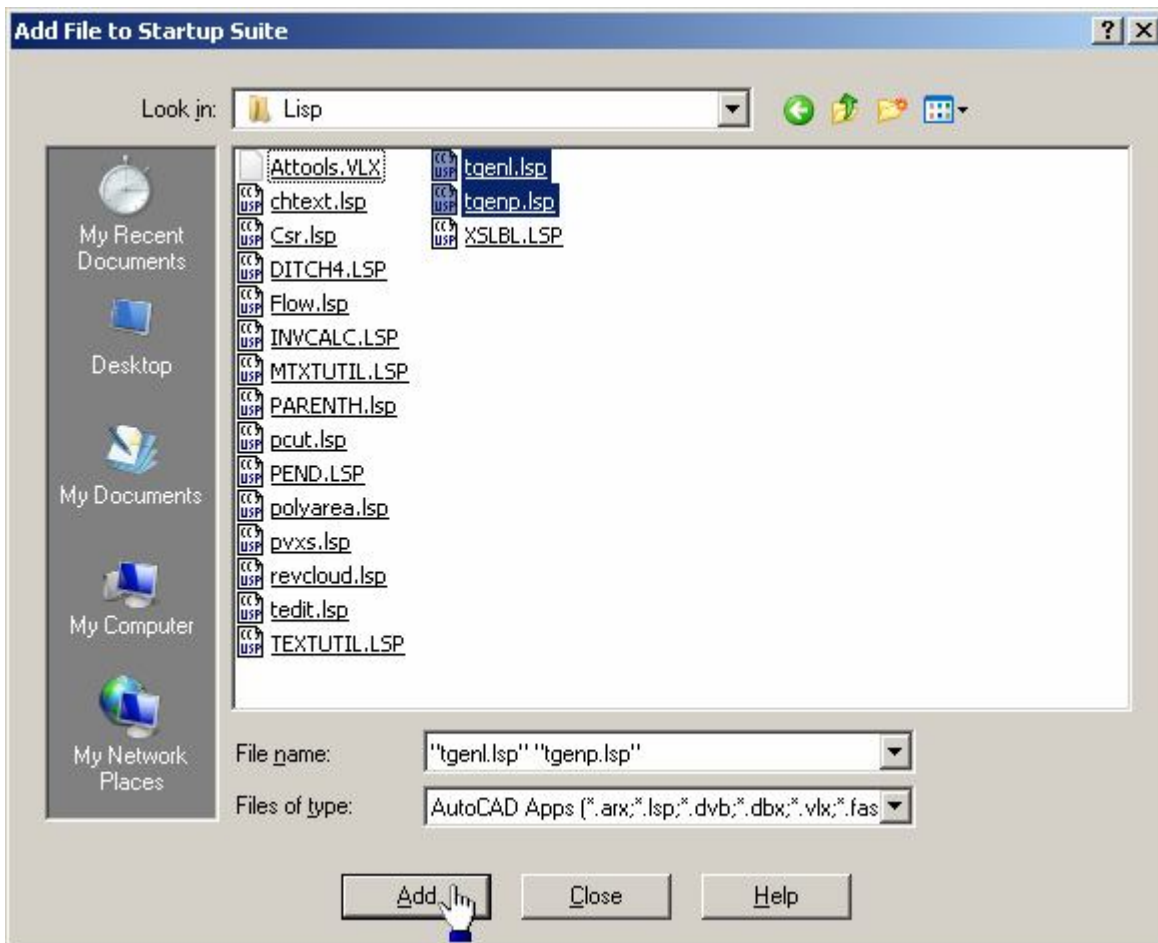 Add File to Startup Suite
Look in:
Lisp
My Recent
Documents
Desktop
My Documents
My Computer
My Network
Places
Attools.VLX
chtext.lsp
Csr.lsp
DITCH4.LSP
Flow.lsp
INVCALC.LSP
MTXTUTIL.LSP
PARENTH.lsp
pcut.lsp
PEND.LSP
polyarea.lsp
pvxs.lsp
revcloud.lsp
tedit.lsp
TEXTUTIL.LSP
tgenl.lsp
tgenp.lsp
XSLBL.LSP
File name:
"tgenl.lsp" "tgenp.lsp"
Files of type:
AutoCAD Apps (*.arx;*.lsp;*.dvb;*.dbx;*.vlx;*.fas
Add
Close
Help